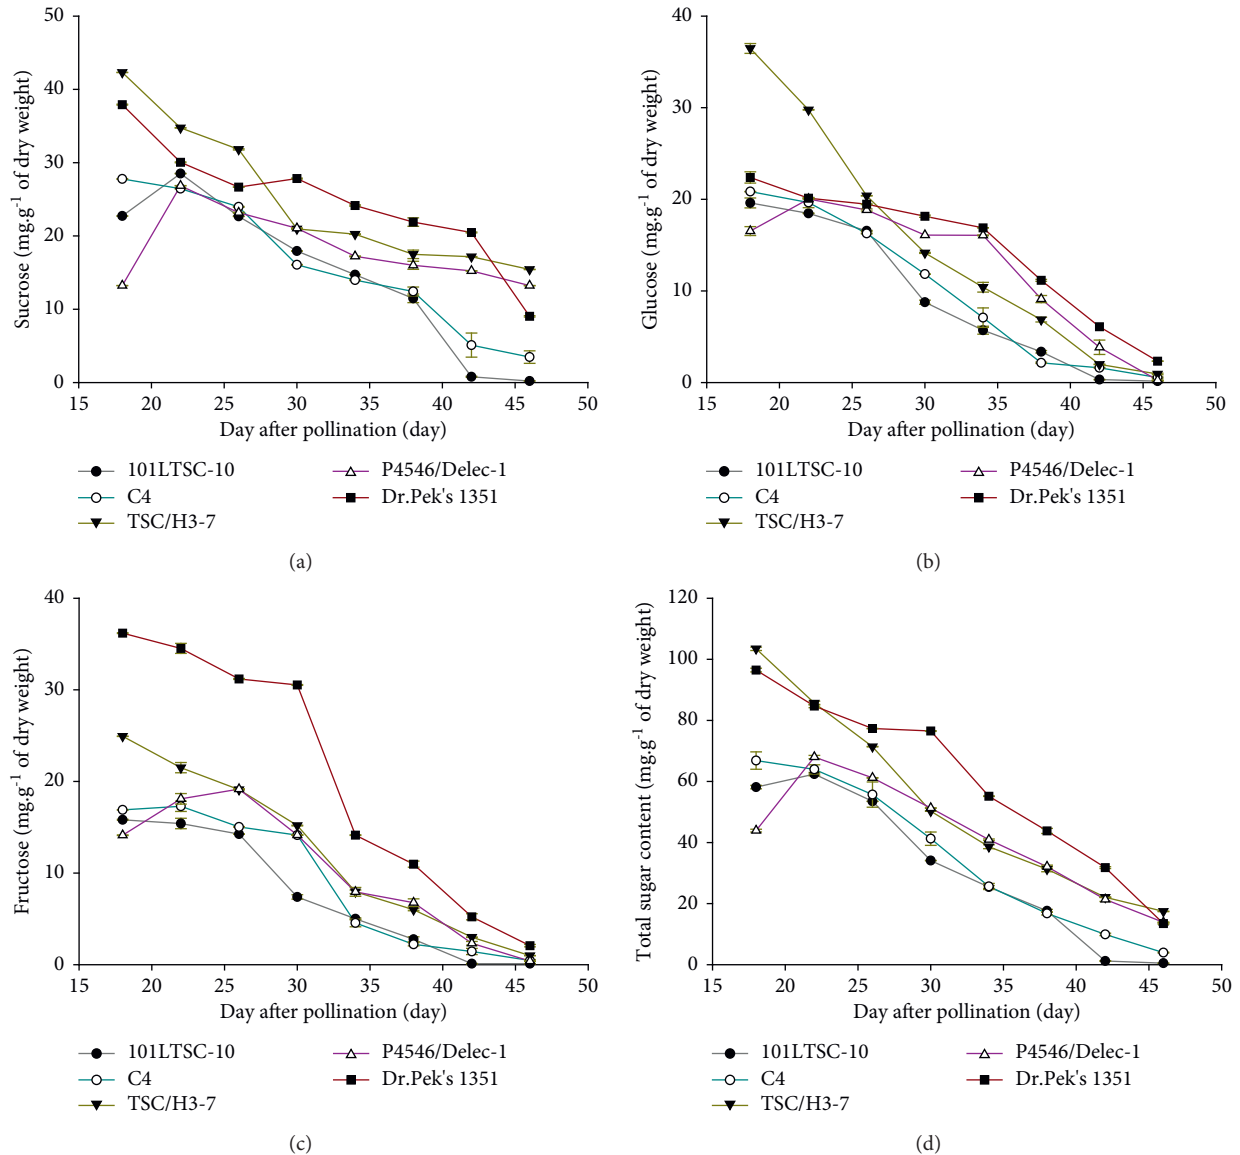 Sucrose (mg.g-1 of dry weight)
50
40
30
20
10
0
15 20 25 30 35 40 45 50
Day after pollination (day)
101LTSC-10
C4
TSC/H3-7
P4546/Delec-1
Dr.Pek's 1351
(a)
Glucose (mg.g-1 of dry weight)
40
30
20
10
0
15 20 25 30 35 40 45 50
Day after pollination (day)
101LTSC-10
C4
TSC/H3-7
P4546/Delec-1
Dr.Pek's 1351
(b)
Fructose (mg.g-1 of dry weight)
40
30
20
10
0
15 20 25 30 35 40 45 50
Day after pollination (day)
101LTSC-10
C4
TSC/H3-7
P4546/Delec-1
Dr.Pek's 1351
(c)
Total sugar content (mg.g-1 of dry weight)
120
100
80
60
40
20
0
15 20 25 30 35 40 45 50
Day after pollination (day)
101LTSC-10
C4
TSC/H3-7
P4546/Delec-1
Dr.Pek's 1351
(d)